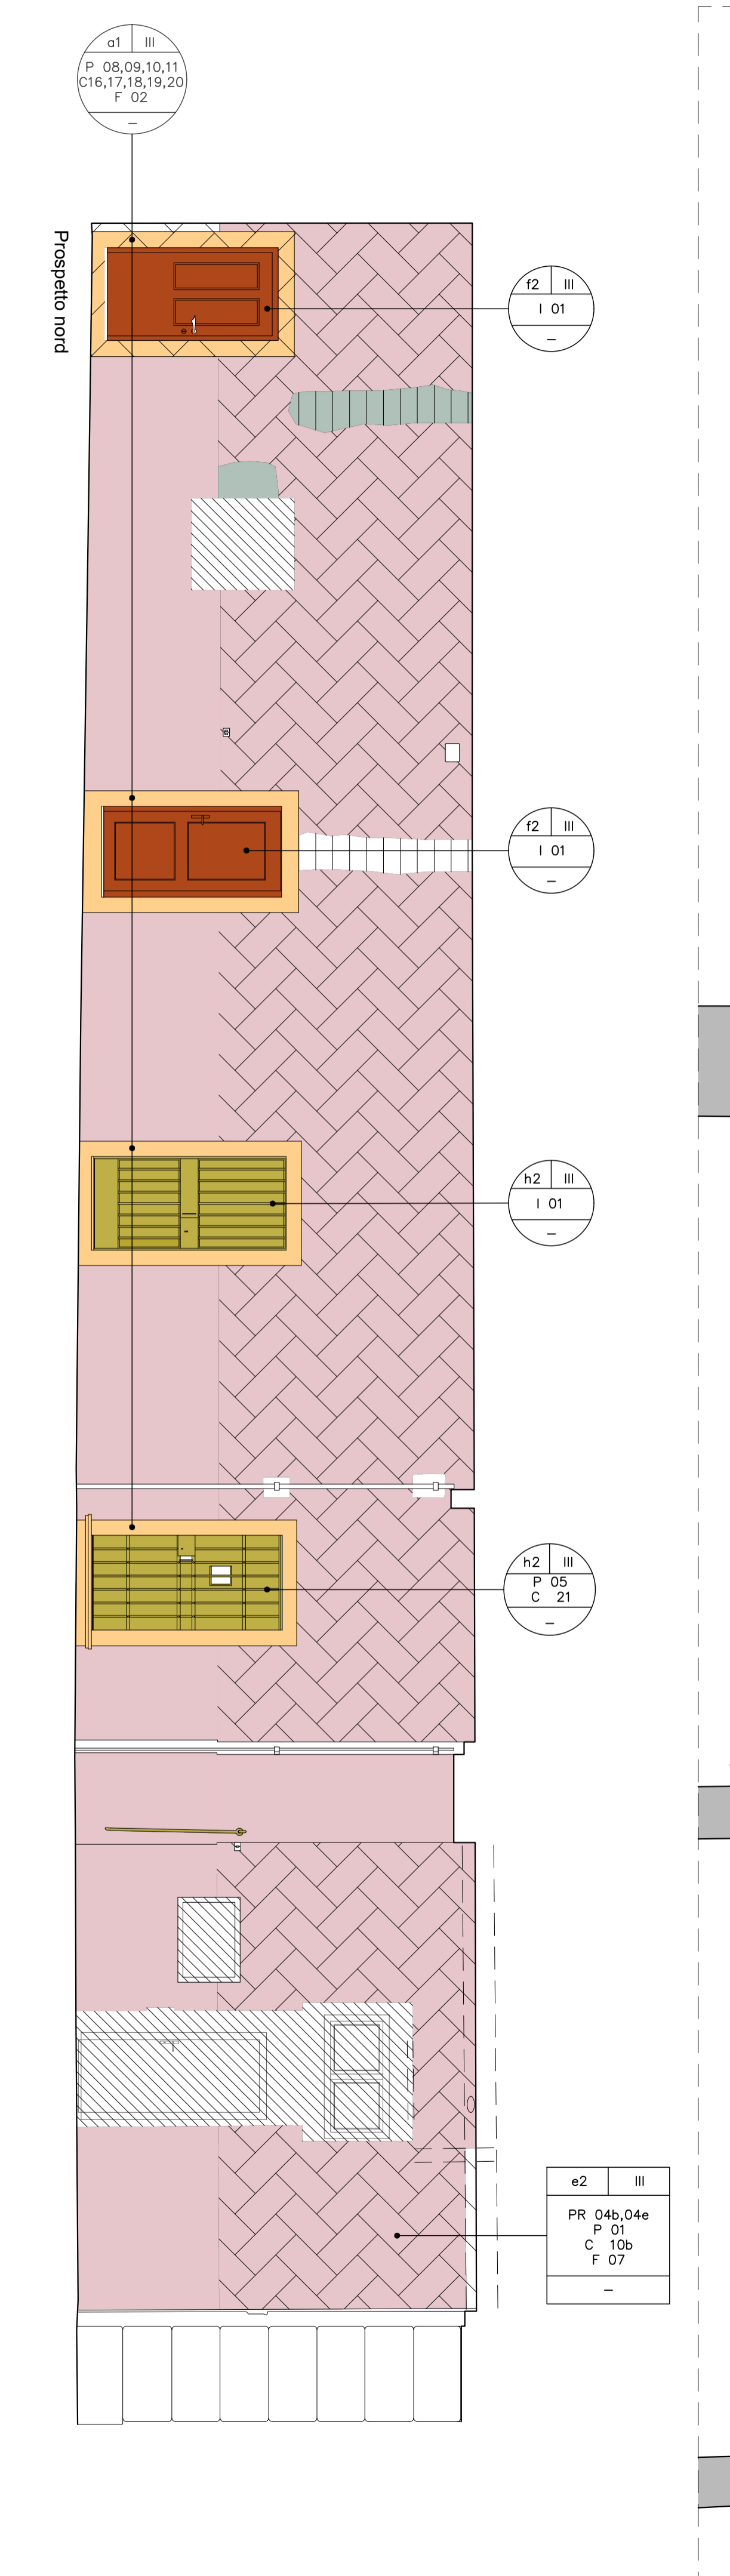 a1 III
P 08,09,10,11
C16,17,18,19,20
F 02
–
Prospetto nord
f2 III
I 01
–
f2 III
I 01
–
h2 III
I 01
–
h2 III
P 05
C 21
–
e2 III
PR 04b,04e
P 01
C 10b
F 07
–